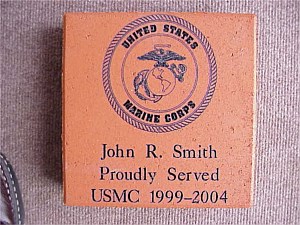 UNITED STATES
MARINE CORPS
John R. Smith
Proudly Served
USMC 1999-2004